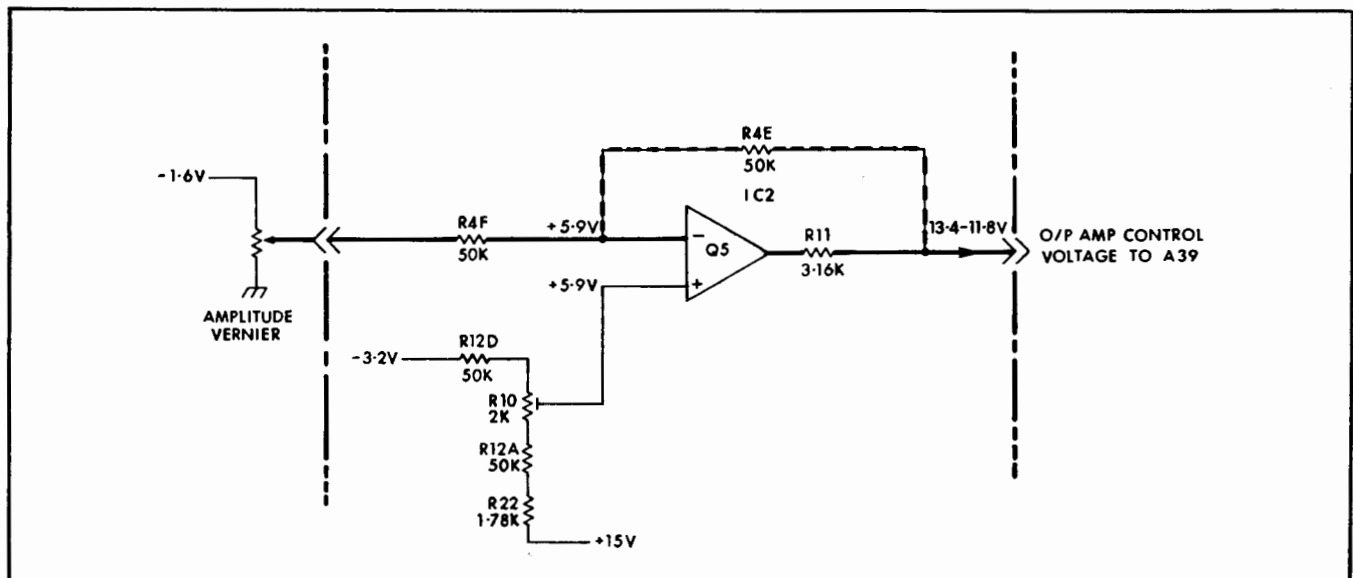 R4E
50K
IC2
-1·6V
R4F
50K
+5·9V
−
Q5
+
R11
3·16K
13·4-11·8V
O/P AMP CONTROL
VOLTAGE TO A39
+5·9V
AMPLITUDE
VERNIER
-3·2V
R12D
50K
R10
2K
R12A
50K
R22
1·78K
+15V